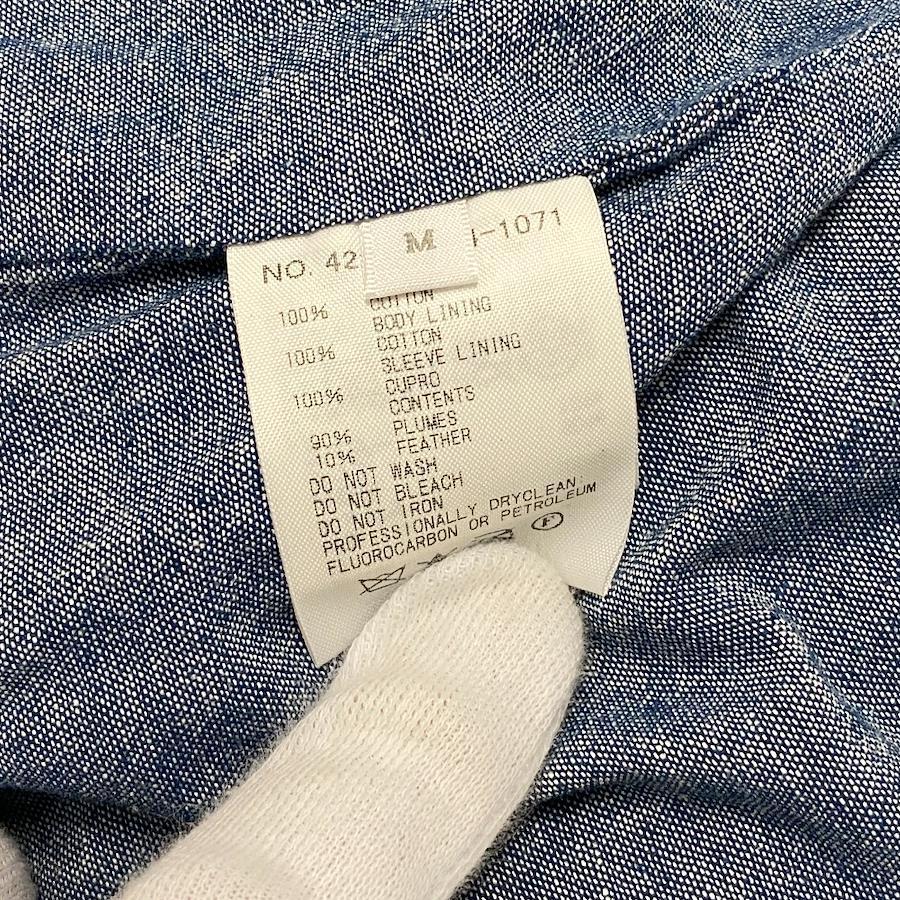 M
NO. 42 -1071
100% COTTON
BODY LINING
100% COTTON
SLEEVE LINING
100% CUPRO
CONTENTS
90% PLUMES
10% FEATHER
DO NOT WASH
DO NOT BLEACH
DO NOT IRON
PROFESSIONALLY DRYCLEAN
FLUOROCARBON OR PETROLEUM
F